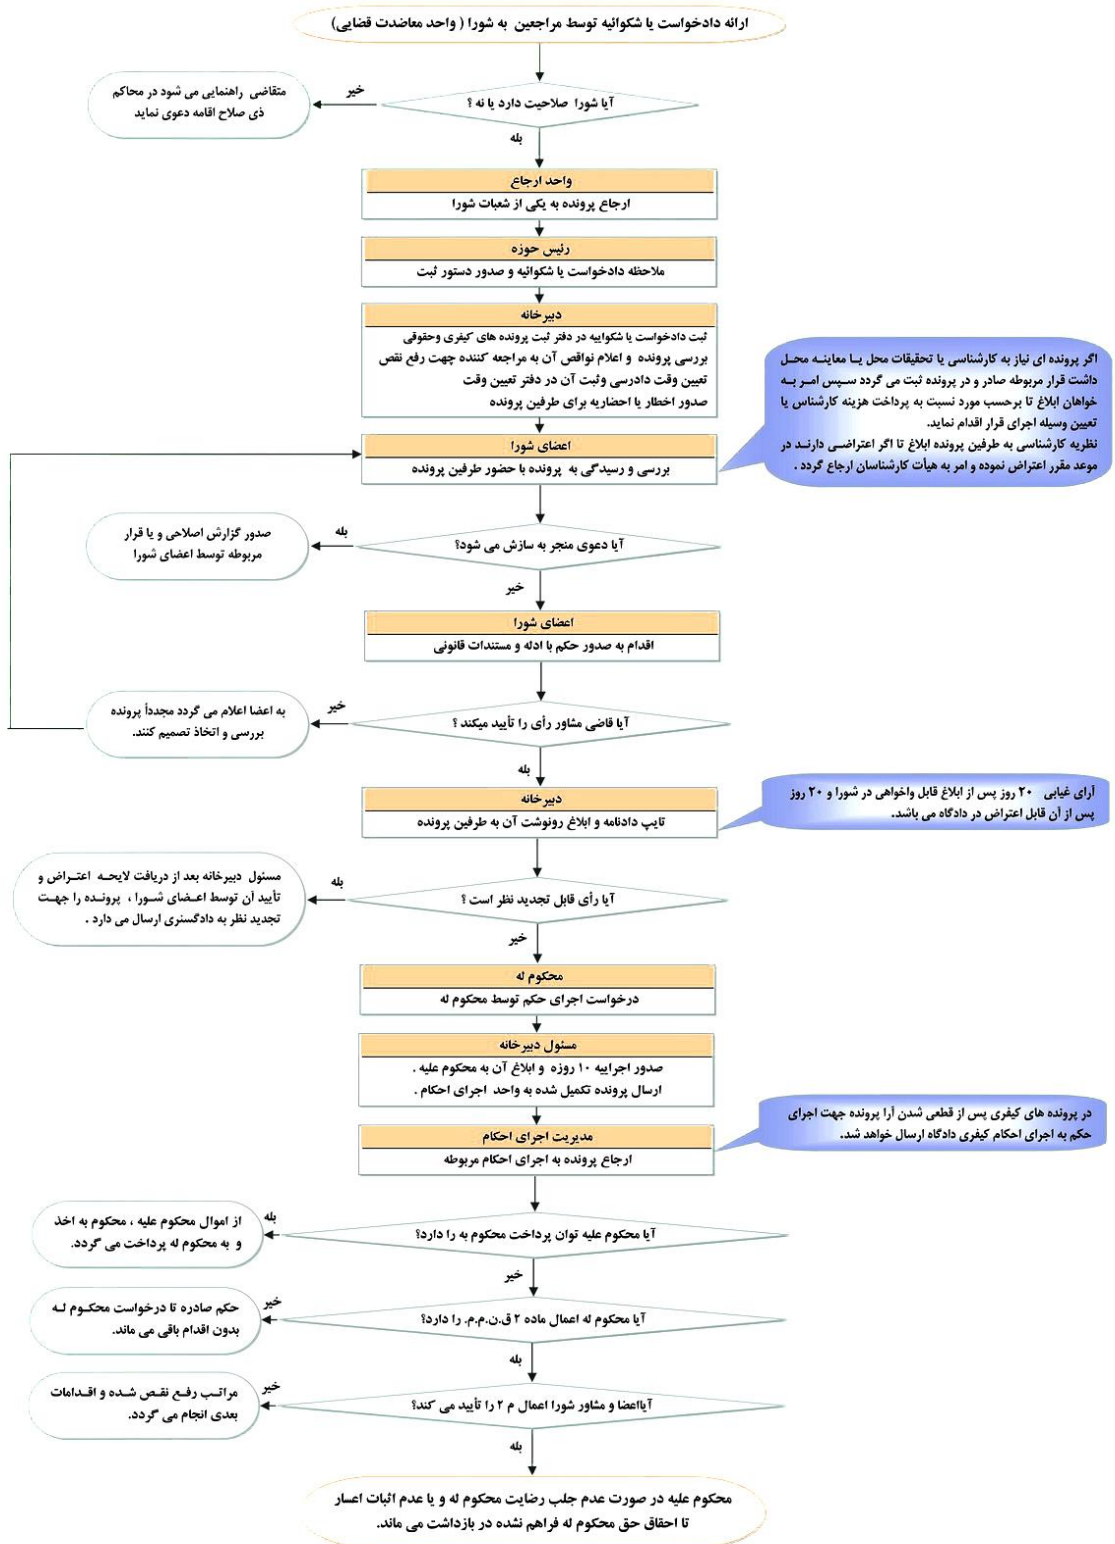 ارائه دادخواست یا شکوائیه توسط مراجعین به شورا ( واحد معاضدت قضایی)
آیا شورا صلاحیت دارد یا نه ؟
خیر
متقاضی راهنمایی می شود در محاکم
ذی صلاح اقامه دعوی نماید
بله
واحد ارجاع
ارجاع پرونده به یکی از شعبات شورا
رئیس حوزه
ملاحظه دادخواست یا شکوائیه و صدور دستور ثبت
دبیرخانه
ثبت دادخواست یا شکواییه در دفتر ثبت پرونده های کیفری وحقوقی
بررسی پرونده و اعلام نواقص آن به مراجعه کننده چهت رفع نقص
تعیین وقت دادرسی وثبت آن در دفتر تعیین وقت
صدور اخطار یا احضاریه برای طرفین پرونده
اگر پرونده ای نیاز به کارشناسی یا تحقیقات محل یـا معاینـه محـل
داشت قرار مربوطه صادر و در پرونده ثبت می گردد سـپس امـر بـه
خواهان ابلاغ تا برحسب مورد نسبت به پرداخت هزینه کارشناس یا
تعیین وسیله اجرای قرار اقدام نماید.
نظریه کارشناسی به طرفین پرونده ابلاغ تا اگر اعتراضـی دارنـد در
موعد مقرر اعتراض نموده و امر به هیأت کارشناسان ارجاع گردد .
اعضای شورا
بررسی و رسیدگی به پرونده با حضور طرفین پرونده
آیا دعوی منجر به سازش می شود؟
بله
صدور گزارش اصلاحی و یا قرار
مربوطه توسط اعضای شورا
خیر
اعضای شورا
اقدام به صدور حکم با ادله و مستندات قانونی
آیا قاضی مشاور رأی را تأیید میکند ؟
خیر
به اعضا اعلام می گردد مجدداً پرونده
بررسی و اتخاذ تصمیم کنند.
بله
دبیرخانه
تایپ دادنامه و ابلاغ رونوشت آن به طرفین پرونده
آرای غیابی ۲۰ روز پس از ابلاغ قابل واخواهی در شورا و ۲۰ روز
پس از آن قابل اعتراض در دادگاه می باشد.
آیا رأی قابل تجدید نظر است ؟
بله
مسئول دبیرخانه بعد از دریافت لایحـه اعتـراض و
تأیید آن توسط اعـضای شـورا ، پرونـده را جهـت
تجدید نظر به دادگستری ارسال می دارد .
خیر
محکوم له
درخواست اجرای حکم توسط محکوم له
مسئول دبیرخانه
صدور اجراییه ۱۰ روزه و ابلاغ آن به محکوم علیه .
ارسال پرونده تکمیل شده به واحد اجرای احکام .
مدیریت اجرای احکام
ارجاع پرونده به اجرای احکام مربوطه
در پرونده های کیفری پس از قطعی شدن آرا پرونده جهت اجرای
حکم به اجرای احکام کیفری دادگاه ارسال خواهد شد.
آیا محکوم علیه توان پرداخت محکوم به را دارد؟
بله
از اموال محکوم علیه ، محکوم به اخذ
و به محکوم له پرداخت می گردد.
خیر
آیا محکوم له اعمال ماده ۲ ق.ن.م.م. را دارد؟
خیر
حکم صادره تا درخواست محکـوم لـه
بدون اقدام باقی می ماند.
بله
آیااعضا و مشاور شورا اعمال م ۲ را تأیید می کند؟
خیر
مراتـب رفـع نقـص شـده و اقـدامات
بعدی انجام می گردد.
بله
محکوم علیه در صورت عدم جلب رضایت محکوم له و یا عدم اثبات اعسار
تا احقاق حق محکوم له فراهم نشده در بازداشت می ماند.